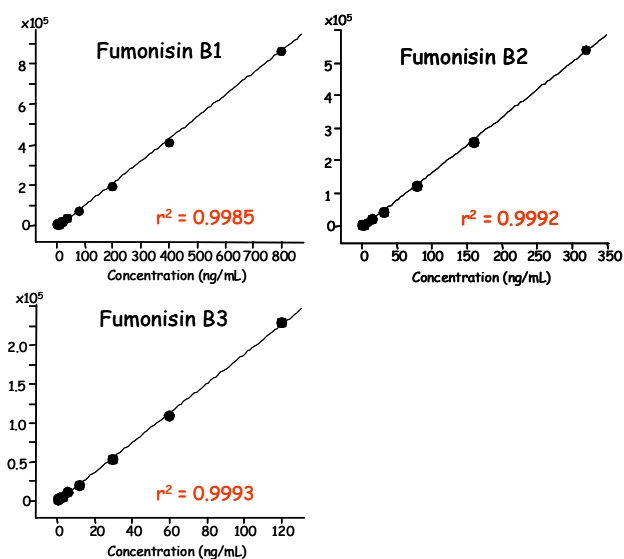 x10⁵
Fumonisin B1
8
6
4
2
0
r² = 0.9985
0 100 200 300 400 500 600 700 800
Concentration (ng/mL)
x10⁵
Fumonisin B2
5
4
3
2
1
0
r² = 0.9992
0 50 100 150 200 250 300 350
Concentration (ng/mL)
x10⁵
Fumonisin B3
2.0
1.5
1.0
0.5
0
r² = 0.9993
0 20 40 60 80 100 120
Concentration (ng/mL)